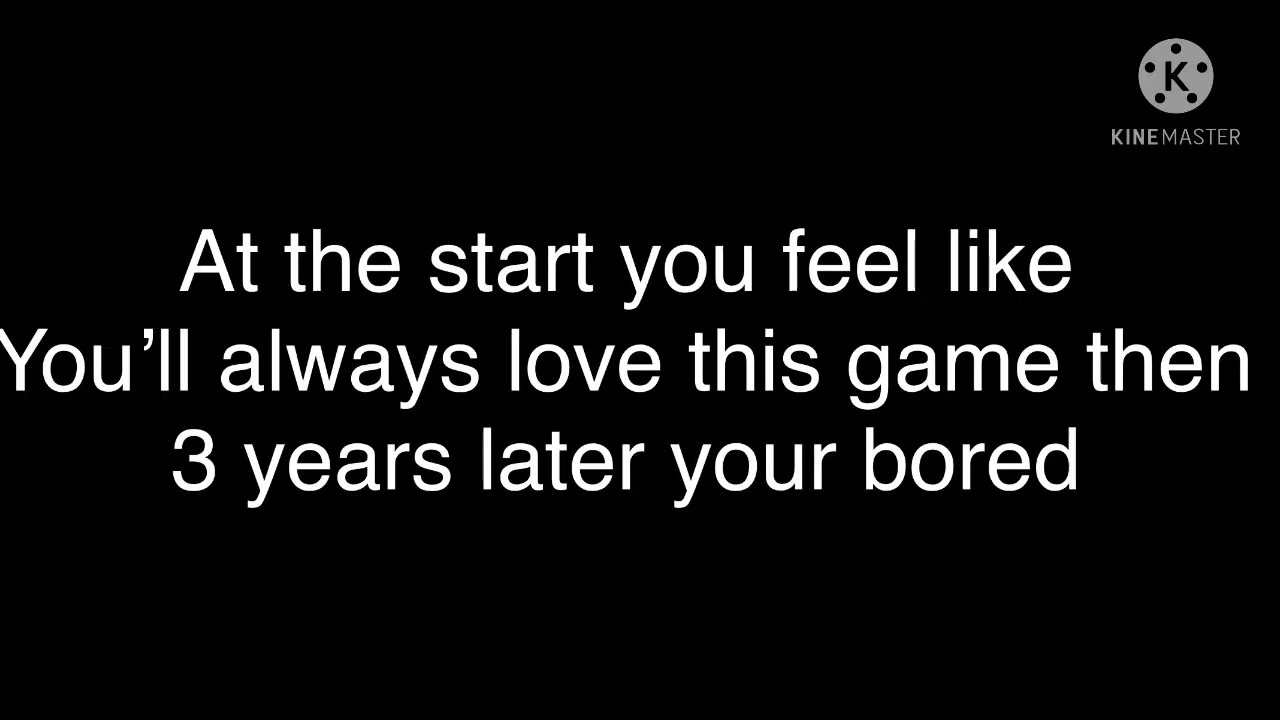 K
KINEMASTER
At the start you feel like
You’ll always love this game then
3 years later your bored